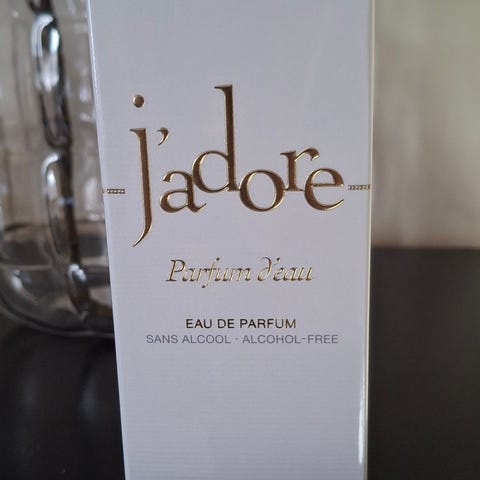 j'adore
Parfum d'eau
EAU DE PARFUM
SANS ALCOOL · ALCOHOL-FREE